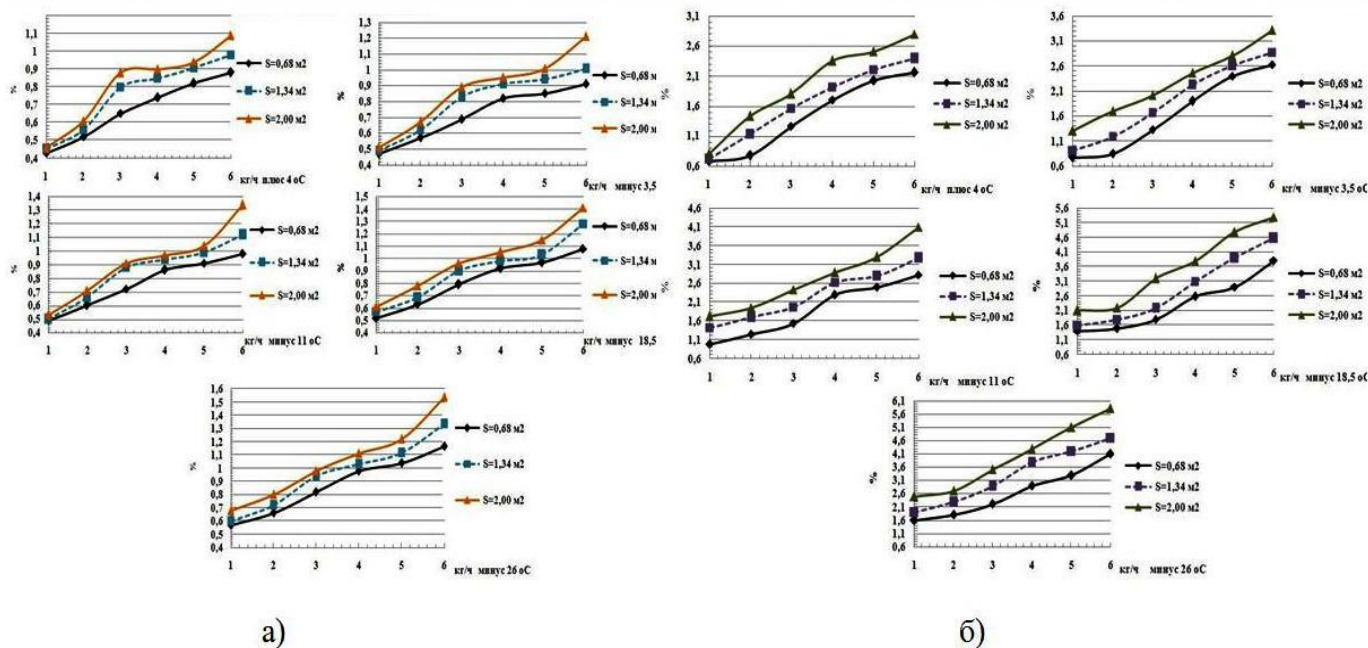 1,1
1
0,9
0,8
0,7
0,6
0,5
0,4
%
S=0,68 м2
S=1,34 м2
S=2,00 м2
1 2 3 4 5 6
кг/ч плюс 4 оС
1,3
1,2
1,1
1
0,9
0,8
0,7
0,6
0,5
0,4
%
S=0,68 м
S=1,34 м
S=2,00 м
1 2 3 4 5 6
кг/ч минус 3,5
%
3,1
2,6
2,1
1,6
1,1
0,6
S=0,68 м2
S=1,34 м2
S=2,00 м2
1 2 3 4 5 6
кг/ч плюс 4 оС
3,6
3,1
2,6
2,1
1,6
1,1
0,6
%
S=0,68 м2
S=1,34 м2
S=2,00 м2
1 2 3 4 5 6
кг/ч минус 3,5 оС
1,4
1,3
1,2
1,1
1
0,9
0,8
0,7
0,6
0,5
0,4
%
S=0,68 м2
S=1,34 м2
S=2,00 м2
1 2 3 4 5 6
кг/ч минус 11 оС
1,5
1,4
1,3
1,2
1,1
1
0,9
0,8
0,7
0,6
0,5
0,4
%
S=0,68 м
S=1,34 м
S=2,00 м
1 2 3 4 5 6
кг/ч минус 18,5
%
4,6
4,1
3,6
3,1
2,6
2,1
1,6
1,1
0,6
S=0,68 м2
S=1,34 м2
S=2,00 м2
1 2 3 4 5 6
кг/ч минус 11 оС
5,6
5,1
4,6
4,1
3,6
3,1
2,6
2,1
1,6
1,1
0,6
%
S=0,68 м2
S=1,34 м2
S=2,00 м2
1 2 3 4 5 6
кг/ч минус 18,5 оС
1,6
1,5
1,4
1,3
1,2
1,1
1
0,9
0,8
0,7
0,6
0,5
0,4
%
S=0,68 м2
S=1,34 м2
S=2,00 м2
1 2 3 4 5 6
кг/ч минус 26 оС
6,1
5,6
5,1
4,6
4,1
3,6
3,1
2,6
2,1
1,6
1,1
0,6
%
S=0,68 м2
S=1,34 м2
S=2,00 м2
1 2 3 4 5 6
кг/ч минус 26 оС
а)
б)